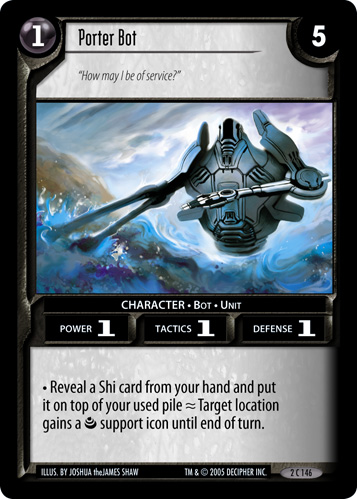 1 Porter Bot 5
“How may I be of service?”
CHARACTER • BOT • UNIT
POWER 1 TACTICS 1 DEFENSE 1
• Reveal a Shi card from your hand and put
it on top of your used pile ≈ Target location
gains a support icon until end of turn.
ILLUS. BY JOSHUA theJAMES SHAW TM & © 2005 DECIPHER INC. 2 C 146